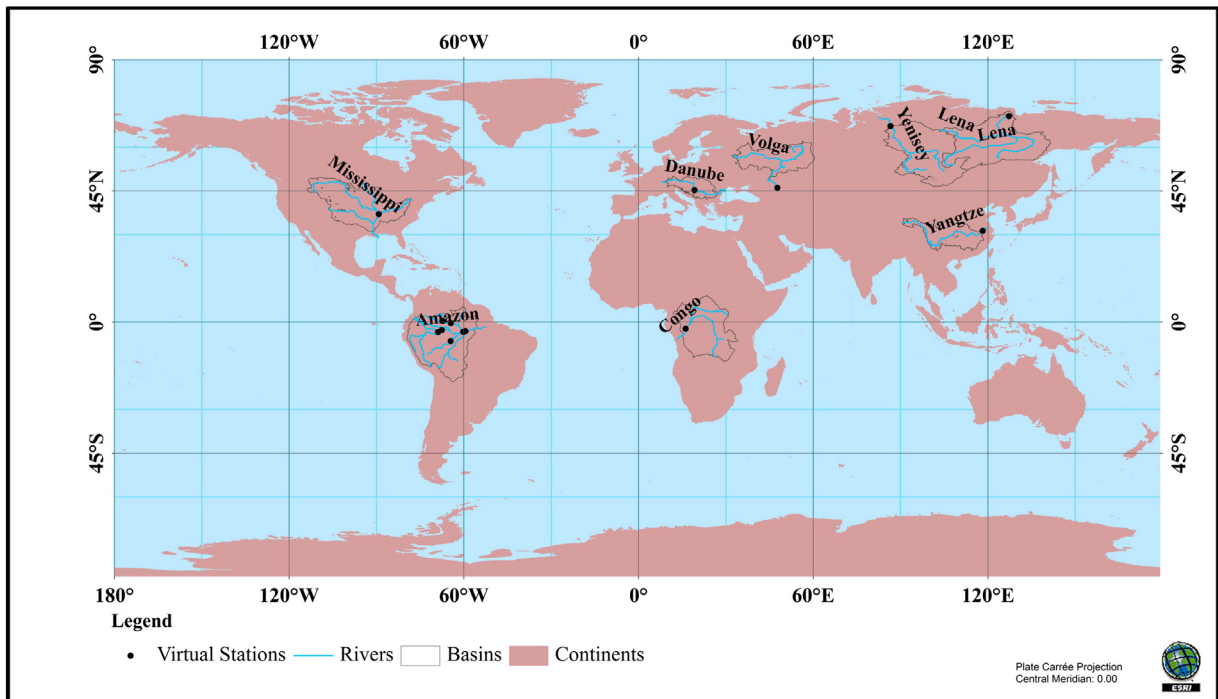 120°W 60°W 0° 60°E 120°E
90° 90°
Lena
Lena
Yenisey
Volga
Danube
45°N 45°N
Mississippi
Yangtze
Amazon
Congo
0° 0°
45°S 45°S
180° 120°W 60°W 0° 60°E 120°E
Legend
Virtual Stations Rivers Basins Continents
Plate Carrée Projection
Central Meridian: 0.00
ESRI